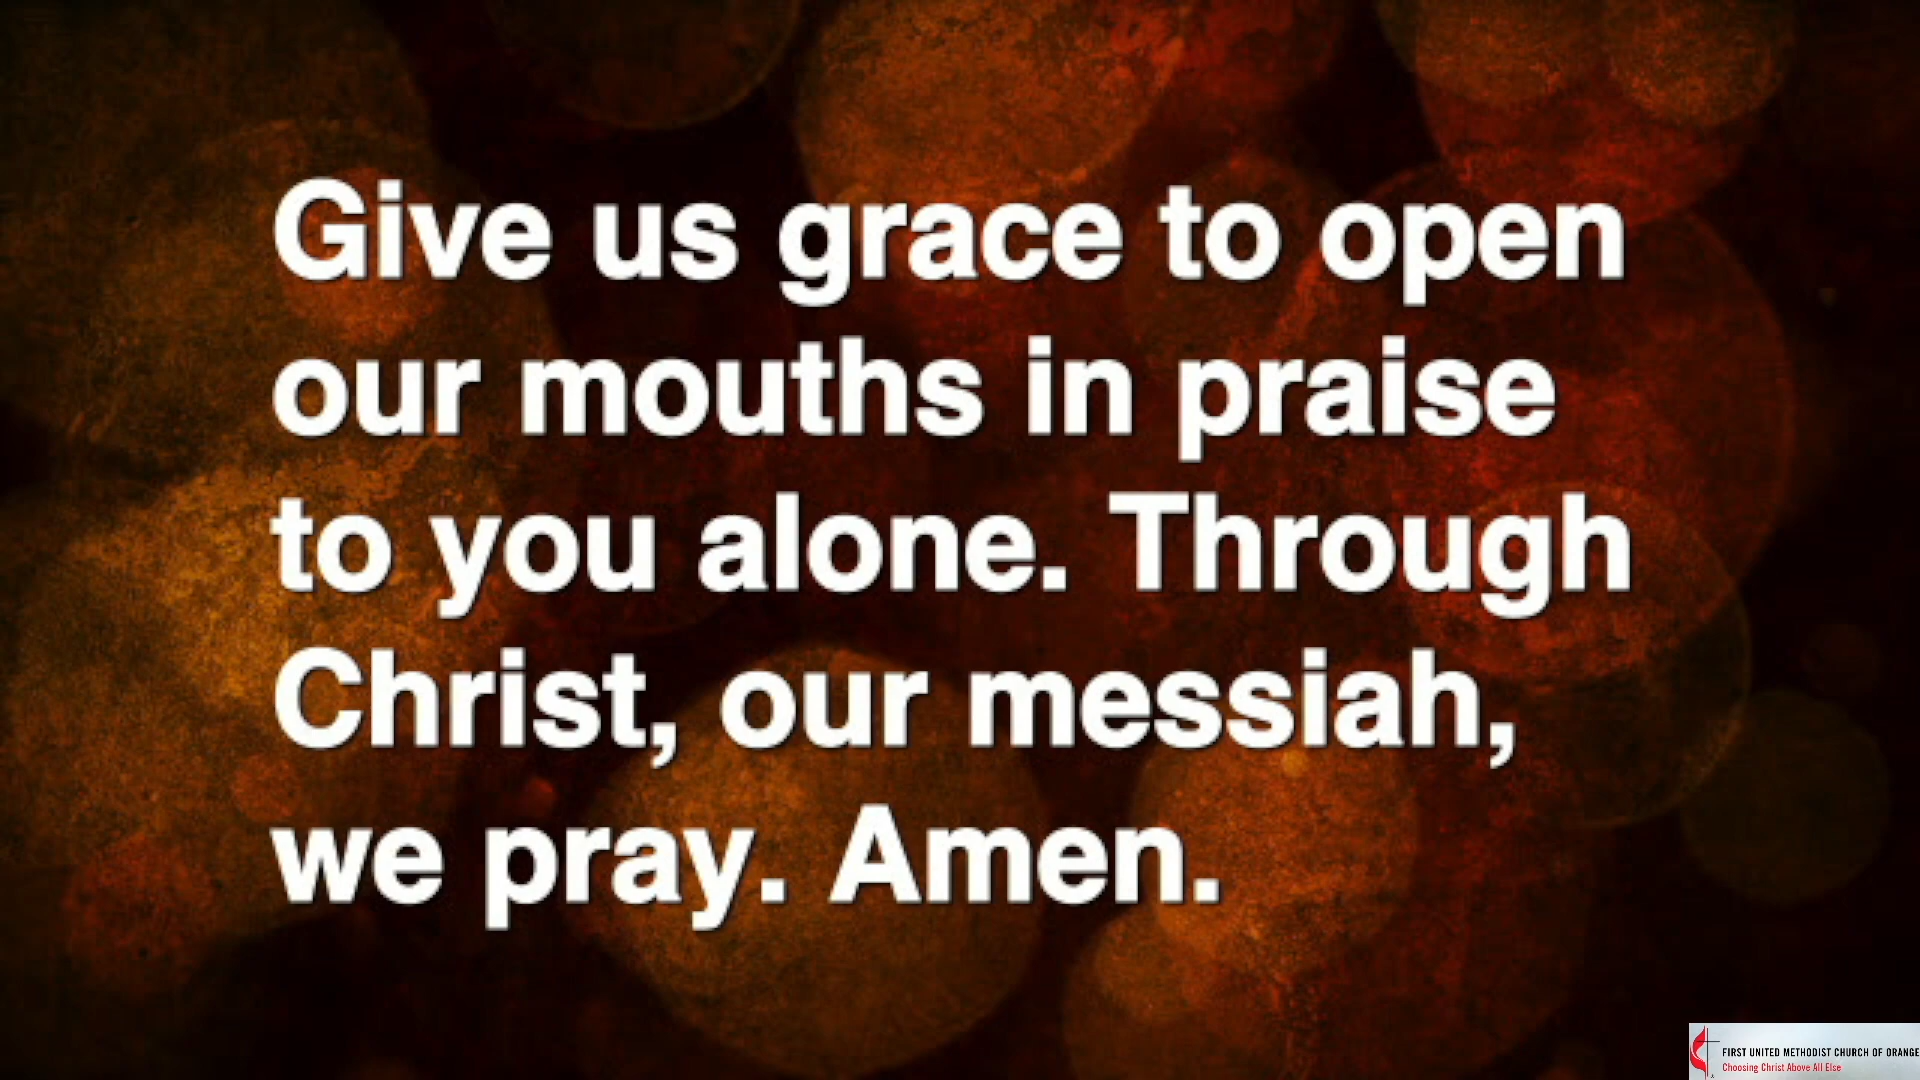 Give us grace to open
our mouths in praise
to you alone. Through
Christ, our messiah,
we pray. Amen.
FIRST UNITED METHODIST CHURCH OF ORANGE
Choosing Christ Above All Else